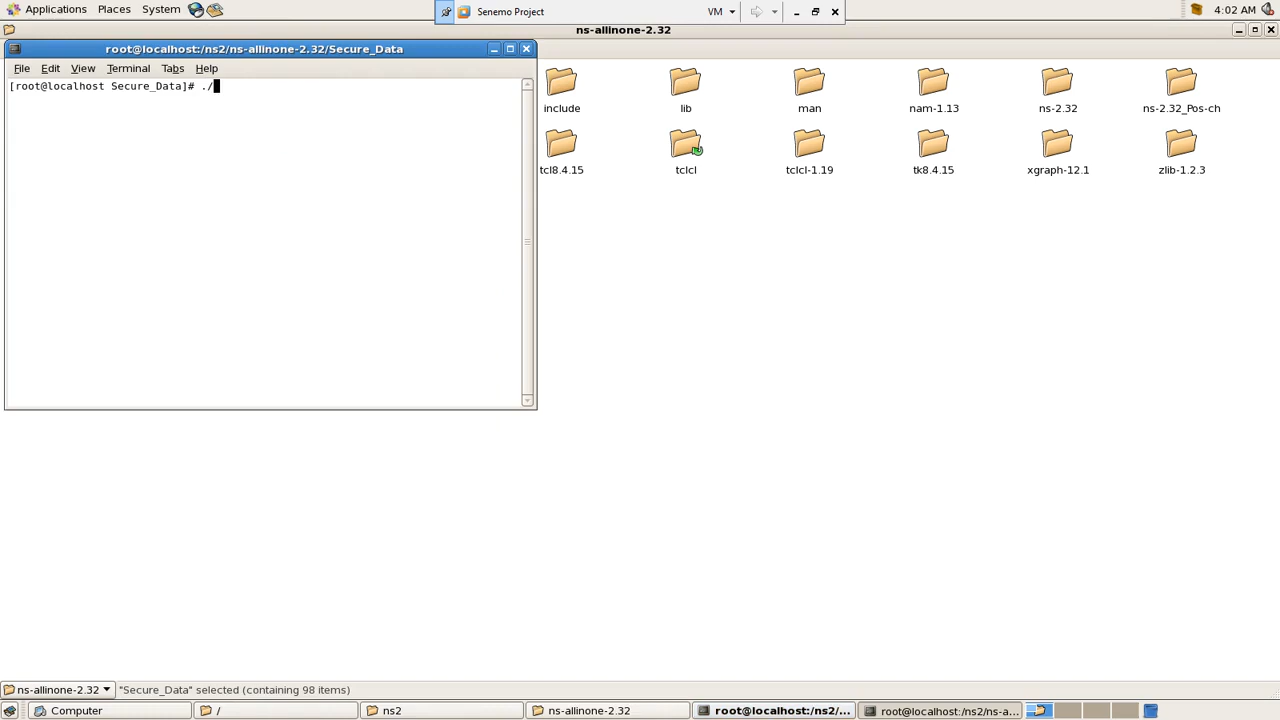 Applications Places System
Senemo Project VM
4:02 AM
ns-allinone-2.32
root@localhost:/ns2/ns-allinone-2.32/Secure_Data
File Edit View Terminal Tabs Help
[root@localhost Secure_Data]# ./
include lib man nam-1.13 ns-2.32 ns-2.32_Pos-ch
tcl8.4.15 tclcl tclcl-1.19 tk8.4.15 xgraph-12.1 zlib-1.2.3
ns-allinone-2.32 "Secure_Data" selected (containing 98 items)
Computer / ns2 ns-allinone-2.32 root@localhost:/ns2/... root@localhost:/ns2/ns-a...